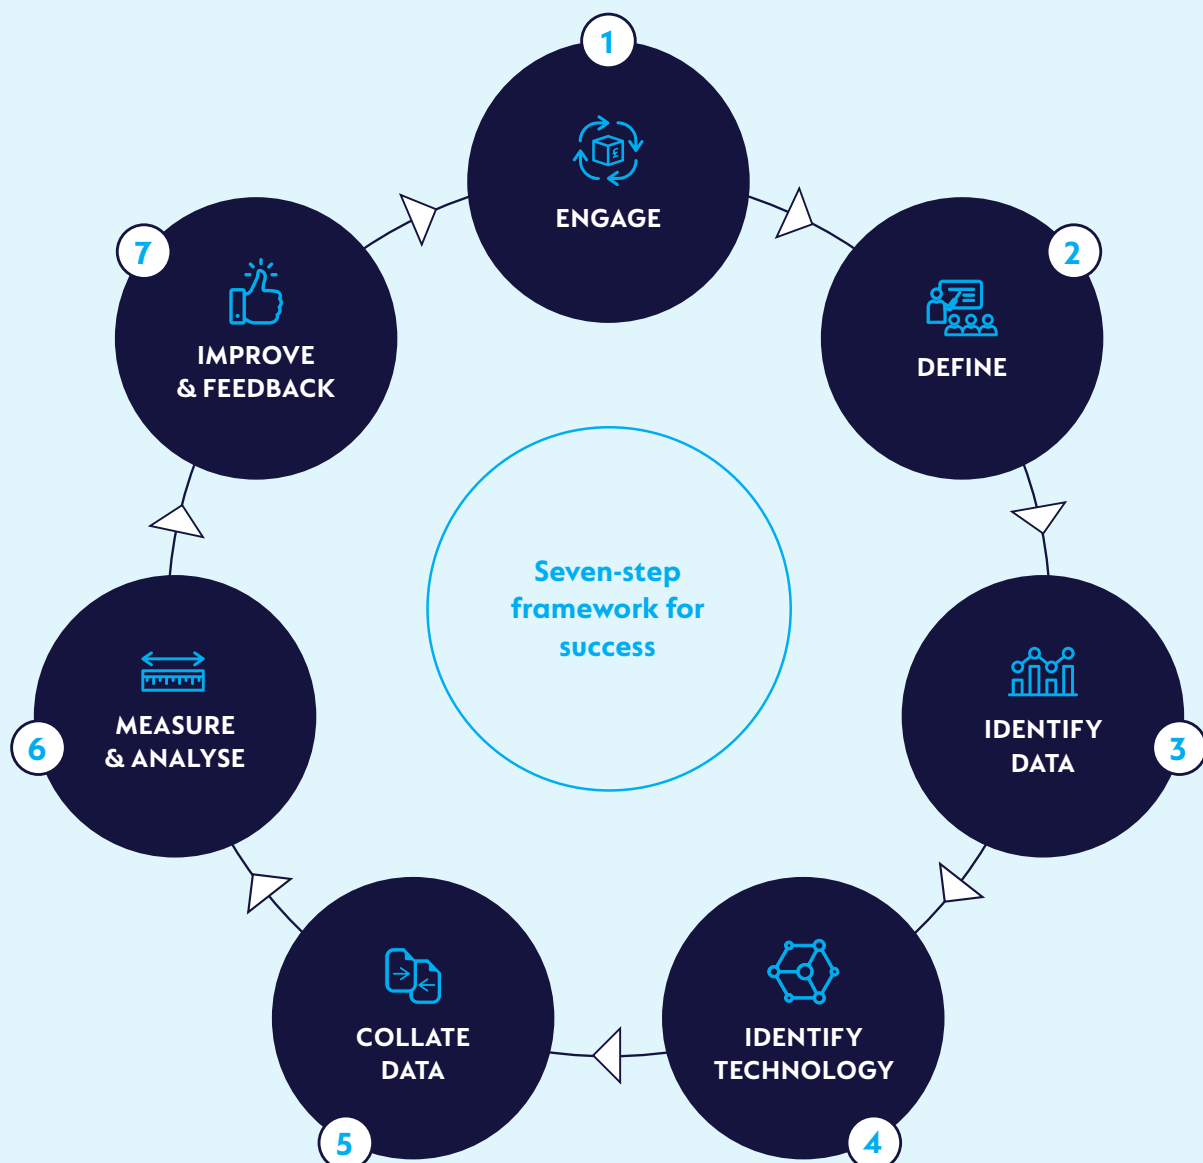 1
ENGAGE
2
DEFINE
3
IDENTIFY
DATA
4
IDENTIFY
TECHNOLOGY
5
COLLATE
DATA
6
MEASURE
& ANALYSE
7
IMPROVE
& FEEDBACK
Seven-step
framework for
success
£